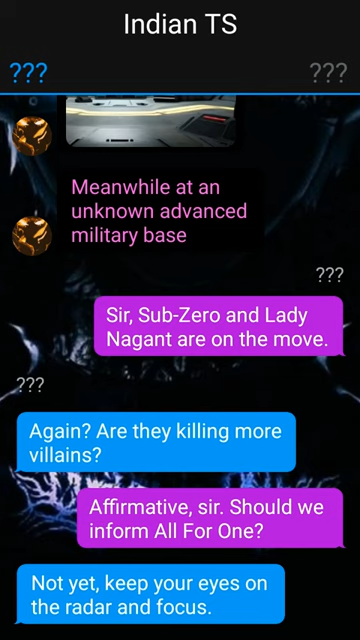 Indian TS
??? ???
Meanwhile at an
unknown advanced
military base
???
Sir, Sub-Zero and Lady
Nagant are on the move.
???
Again? Are they killing more
villains?
Affirmative, sir. Should we
inform All For One?
Not yet, keep your eyes on
the radar and focus.